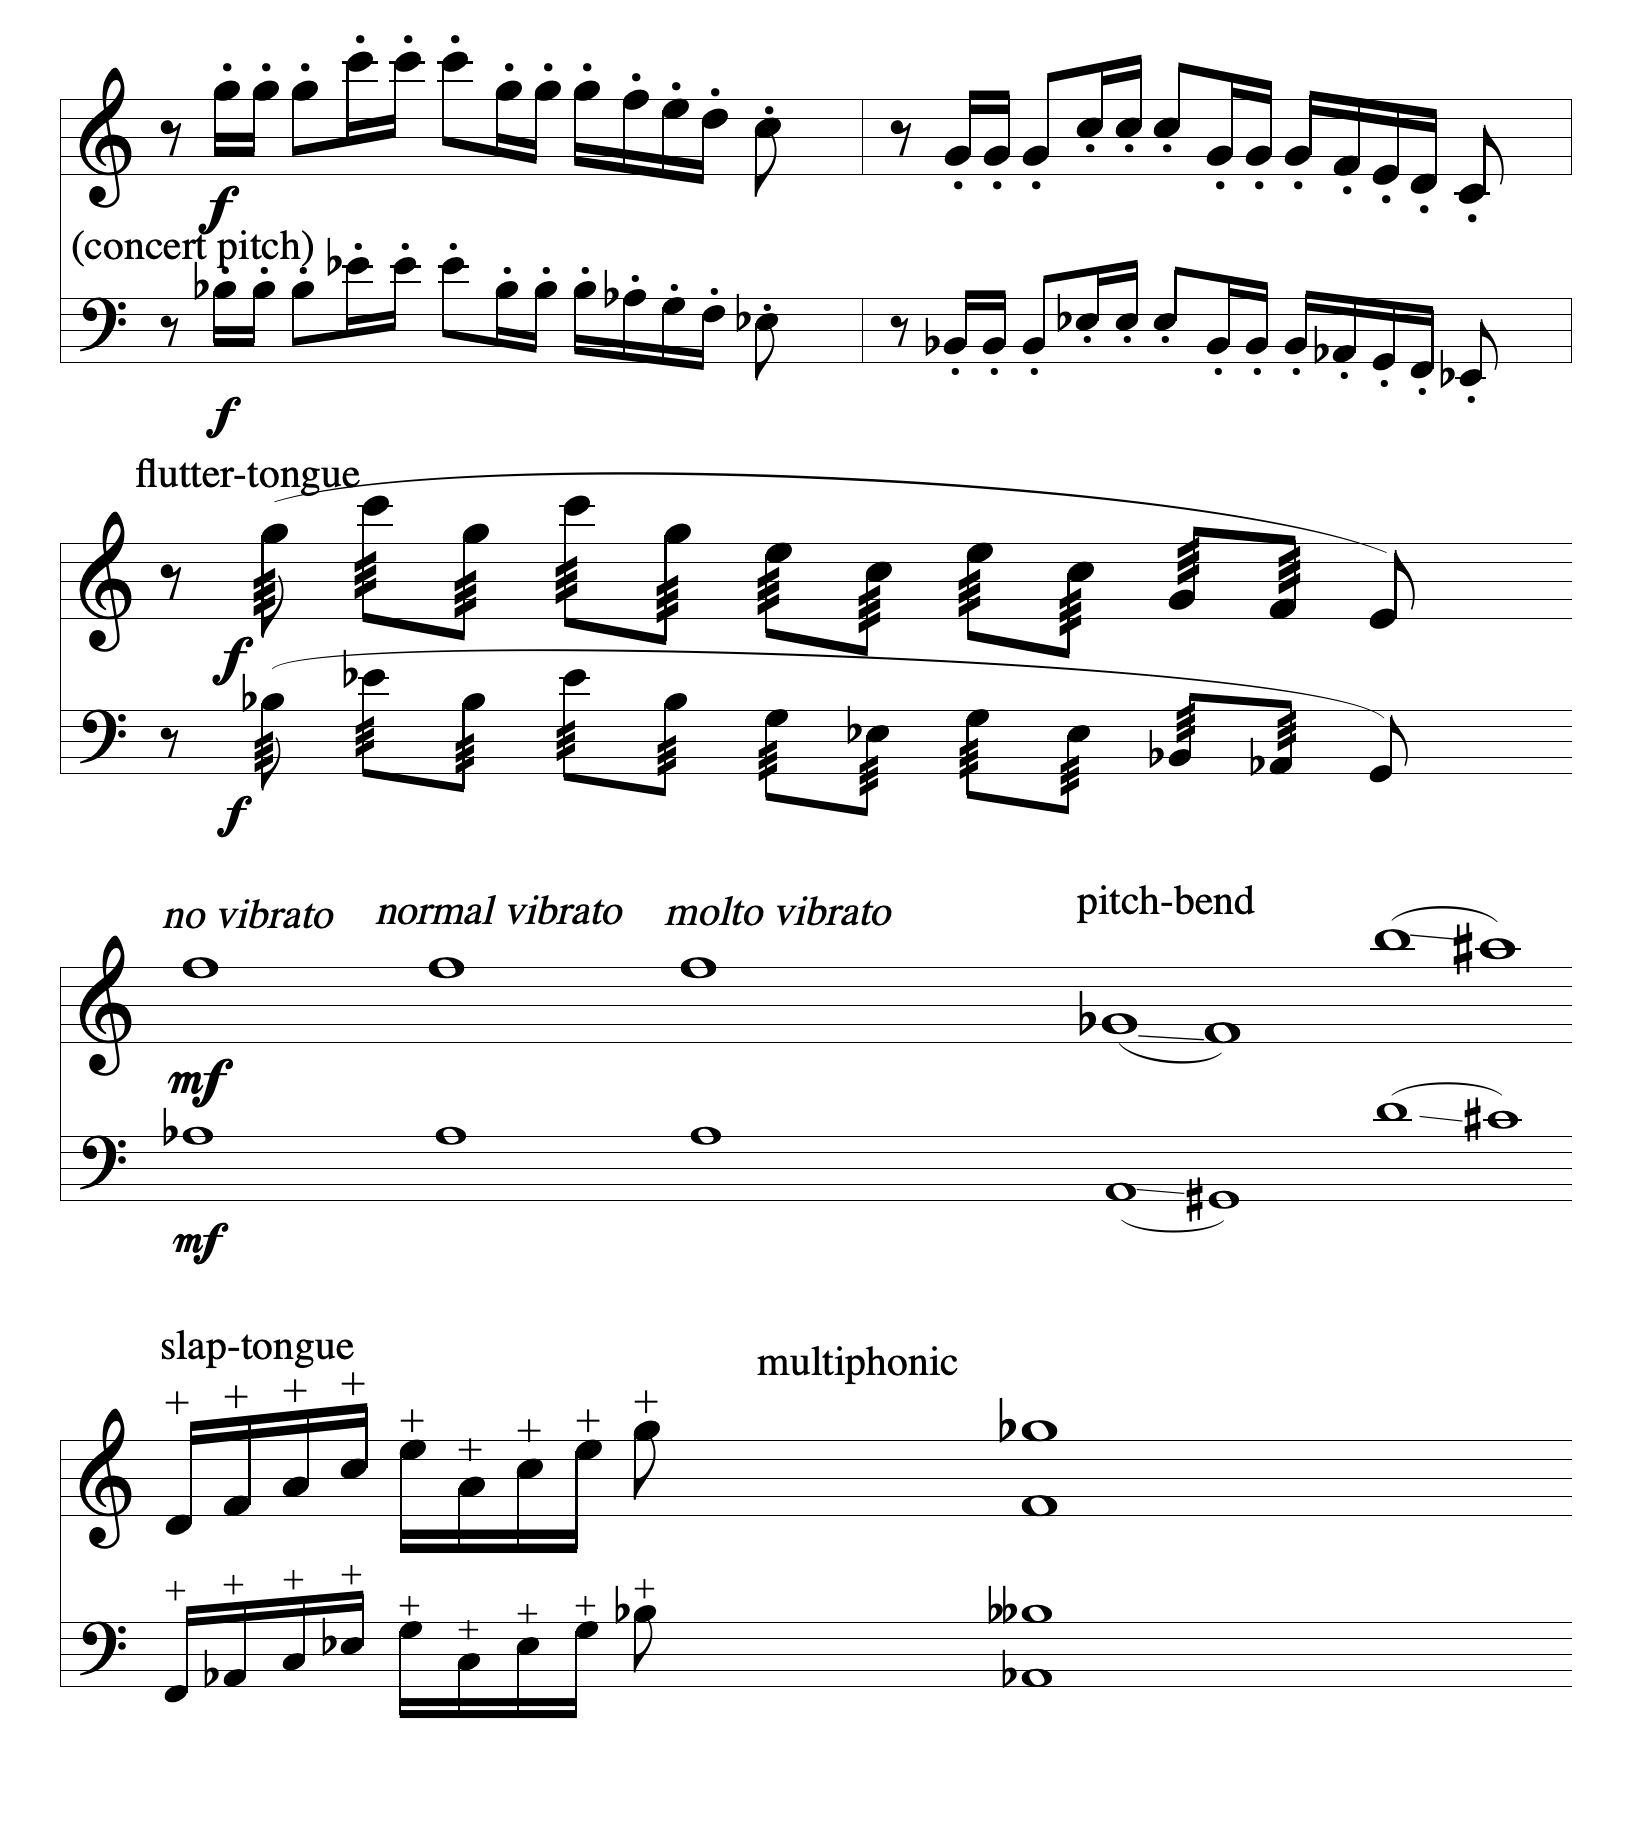 f
(concert pitch)
f
flutter-tongue
f
f
no vibrato normal vibrato molto vibrato pitch-bend
mf
mf
slap-tongue multiphonic
+ + + + + + + + +
+ + + + + + + + +